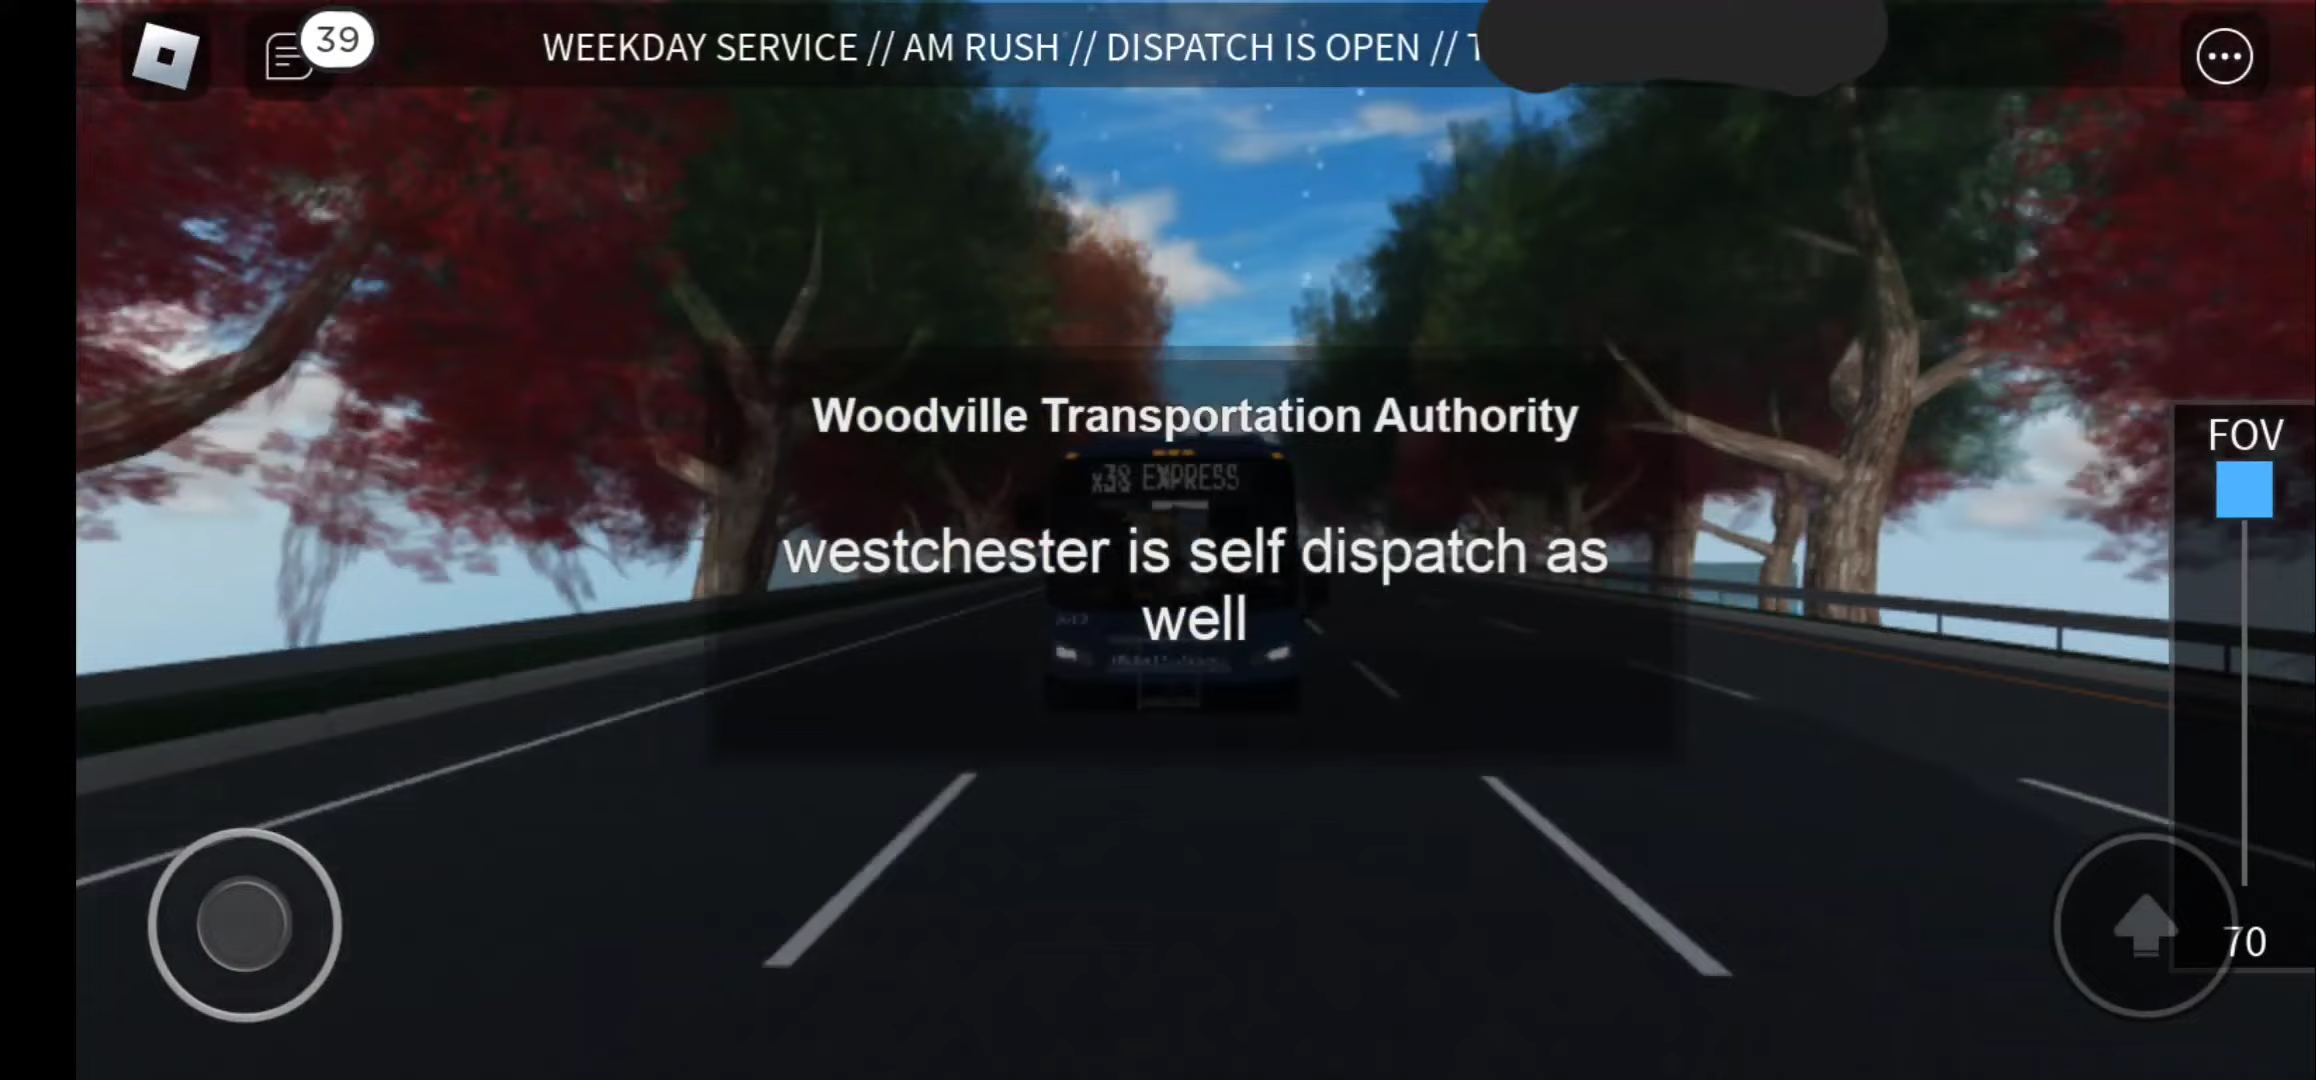 39
WEEKDAY SERVICE // AM RUSH // DISPATCH IS OPEN // T
Woodville Transportation Authority
x38 EXPRESS
westchester is self dispatch as
well
FOV
70